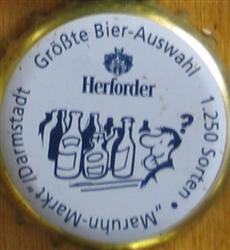 Größte Bier-Auswahl
1.250 Sorten • „Maruhn-Markt"/Darmstadt
Herforder
?